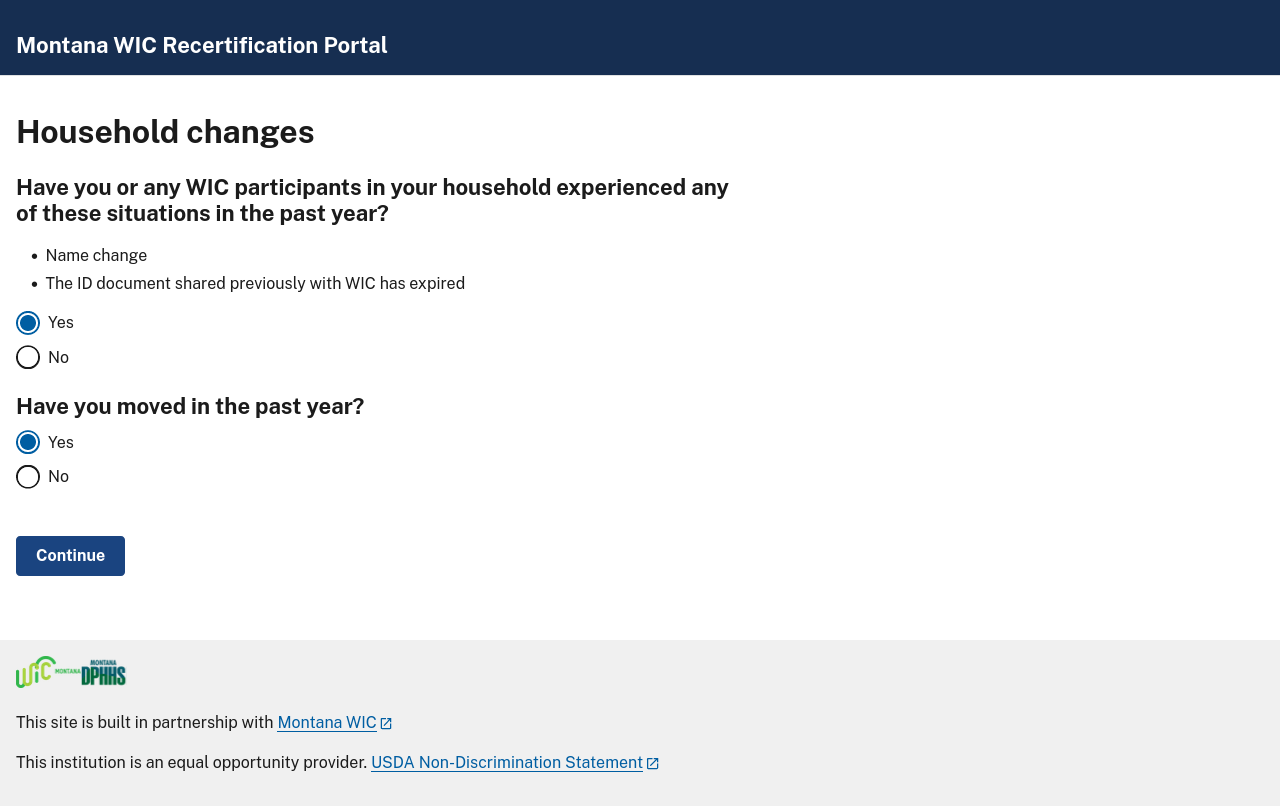 Montana WIC Recertification Portal
Household changes
Have you or any WIC participants in your household experienced any
of these situations in the past year?
• Name change
• The ID document shared previously with WIC has expired
Yes
No
Have you moved in the past year?
Yes
No
Continue
WIC MONTANA MONTANA DPHHS
This site is built in partnership with Montana WIC
This institution is an equal opportunity provider. USDA Non-Discrimination Statement